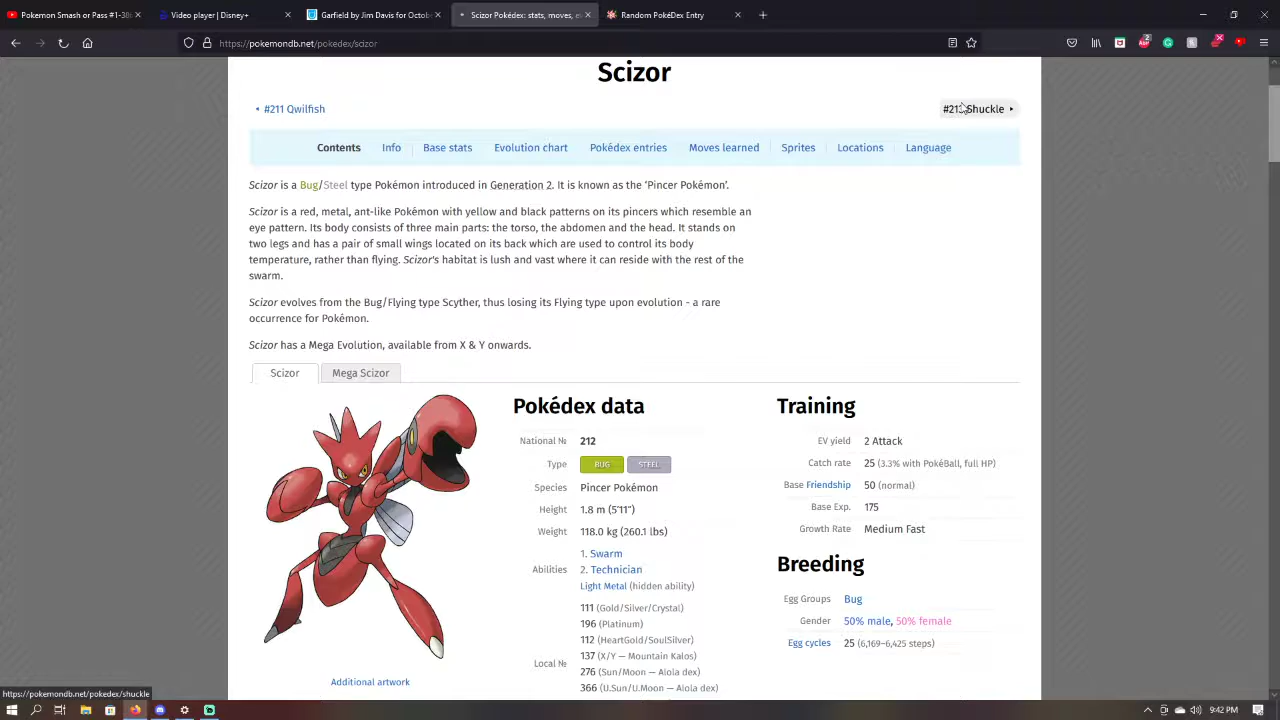 Pokémon Scizor
Pokémon and Space #1-38
Video player | Disney+
Streaming of October
Scizor Pokédex: stats, moves, e
Random Pokémon Entry
https://pokemondb.net/pokedex/scizor
Scizor
#211 Qwilfish
Shuckle
Contents Info Base stats Evolution chart Pokédex entries Moves learned Sprites Locations Language
Scizor is a Bug/Steel type Pokémon introduced in Generation 2. It is known as the ‘Pincer Pokémon’.
Scizor is a red, metal, ant-like Pokémon with yellow and black patterns on its pincers which resemble an
eye pattern. Its body consists of three main parts: the torso, the abdomen and the head. It stands on
two legs and has a pair of small wings located on its back which are used to control its body
temperature, rather than flying. Scizor's habitat is lush and vast where it can reside with the rest of the
swarm.
Scizor evolves from the Bug/Flying type Scyther, thus losing its Flying type upon evolution - a rare
occurrence for Pokémon.
Scizor has a Mega Evolution, available from X & Y onwards.
Scizor Mega Scizor
Additional artwork
Pokédex data
National № 212
Type BUG STEEL
Species Pincer Pokémon
Height 1.8 m (5′11″)
Weight 118.0 kg (260.1 lbs)
Abilities 1. Swarm
2. Technician
Light Metal (hidden ability)
Local № 111 (Gold/Silver/Crystal)
196 (Platinum)
112 (HeartGold/SoulSilver)
137 (X/Y — Mountain Kalos)
276 (Sun/Moon — Alola dex)
366 (U.Sun/U.Moon — Alola dex)
Training
EV yield 2 Attack
Catch rate 25 (3.3% with PokéBall, full HP)
Base Friendship 50 (normal)
Base Exp. 175
Growth Rate Medium Fast
Breeding
Egg Groups Bug
Gender 50% male, 50% female
Egg cycles 25 (6,169–6,425 steps)
https://pokemondb.net/pokedex/shuckle
9:42 PM